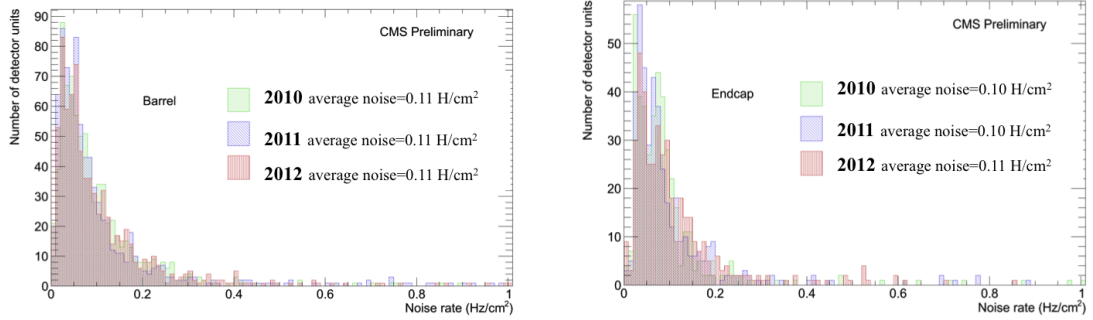 Number of detector units
90
80
70
60
50
40
30
20
10
0
CMS Preliminary
Barrel
2010 average noise=0.11 H/cm²
2011 average noise=0.11 H/cm²
2012 average noise=0.11 H/cm²
0 0.2 0.4 0.6 0.8 1
Noise rate (Hz/cm²)
Number of detector units
50
40
30
20
10
0
CMS Preliminary
Endcap
2010 average noise=0.10 H/cm²
2011 average noise=0.10 H/cm²
2012 average noise=0.11 H/cm²
0 0.2 0.4 0.6 0.8 1
Noise rate (Hz/cm²)